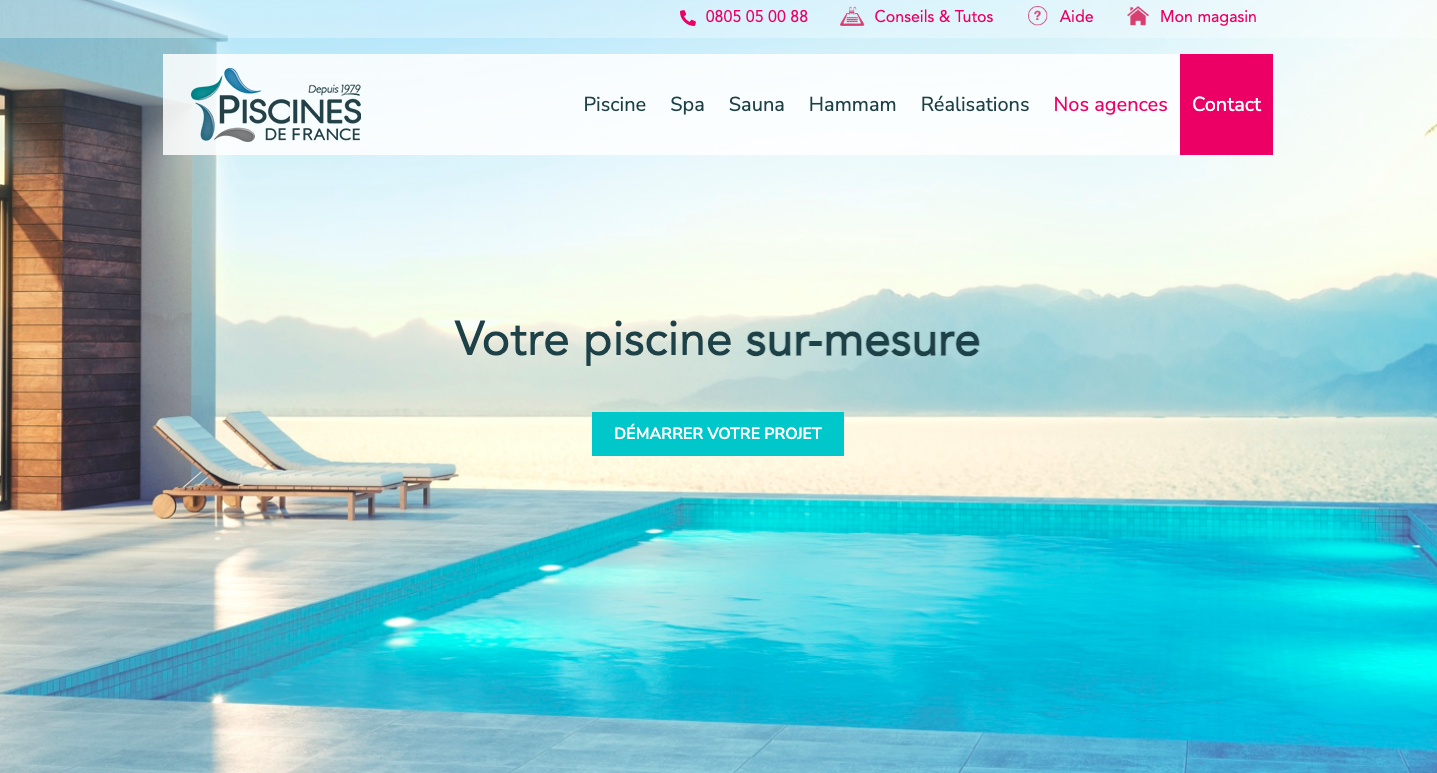 0805 05 00 88 Conseils & Tutos Aide Mon magasin
Depuis 1979
PISCINES
DE FRANCE
Piscine Spa Sauna Hammam Réalisations Nos agences Contact
Votre piscine sur-mesure
DÉMARRER VOTRE PROJET